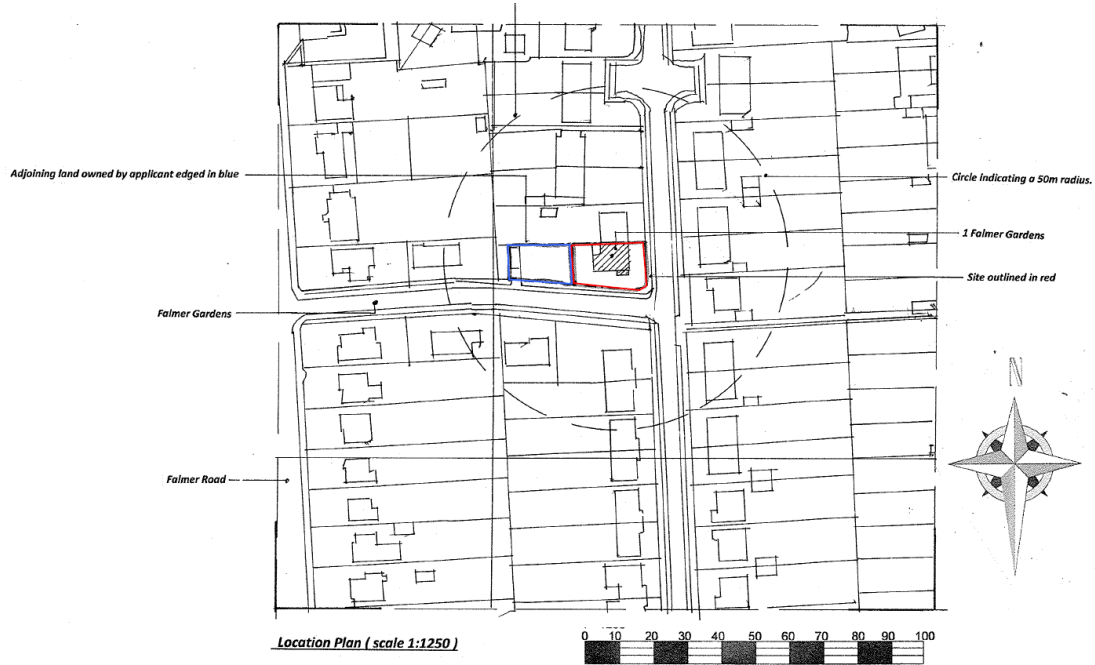 Adjoining land owned by applicant edged in blue
Circle indicating a 50m radius.
1 Falmer Gardens
Site outlined in red
Falmer Gardens
N
Falmer Road
Location Plan ( scale 1:1250 )
0 10 20 30 40 50 60 70 80 90 100